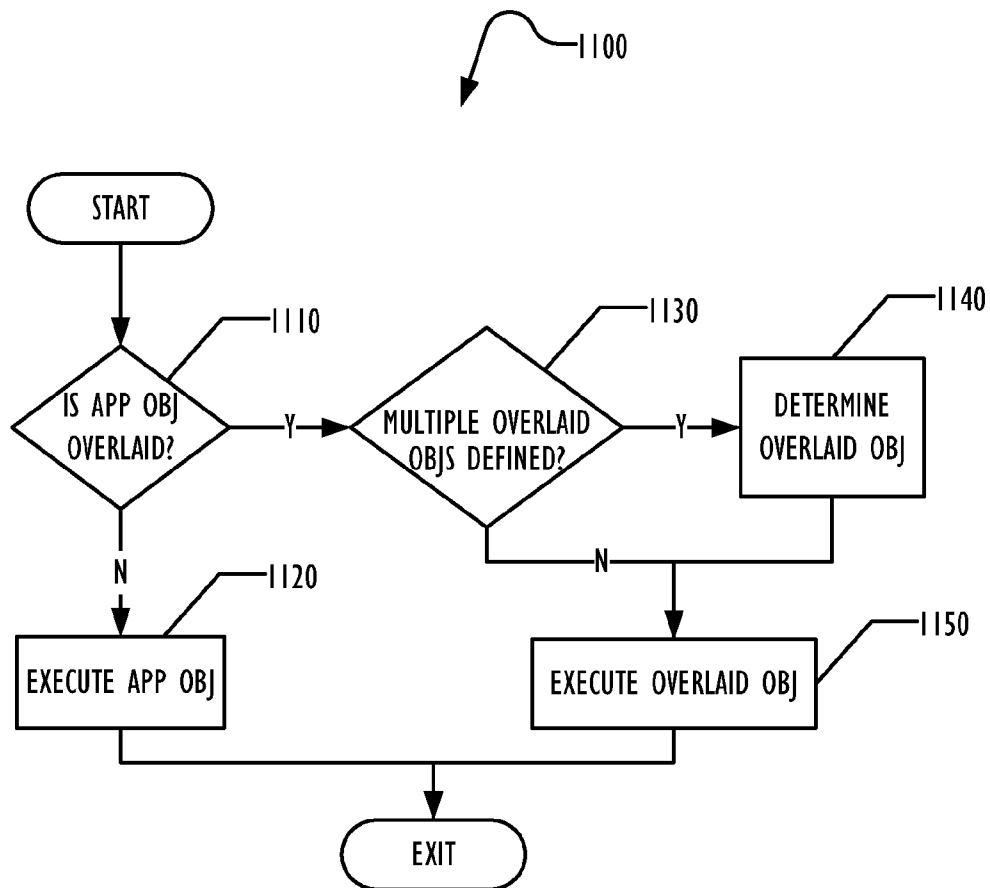 1100
START
1110
IS APP OBJ
OVERLAID?
Y
1130
MULTIPLE OVERLAID
OBJS DEFINED?
Y
1140
DETERMINE
OVERLAID OBJ
N
N
1120
EXECUTE APP OBJ
1150
EXECUTE OVERLAID OBJ
EXIT